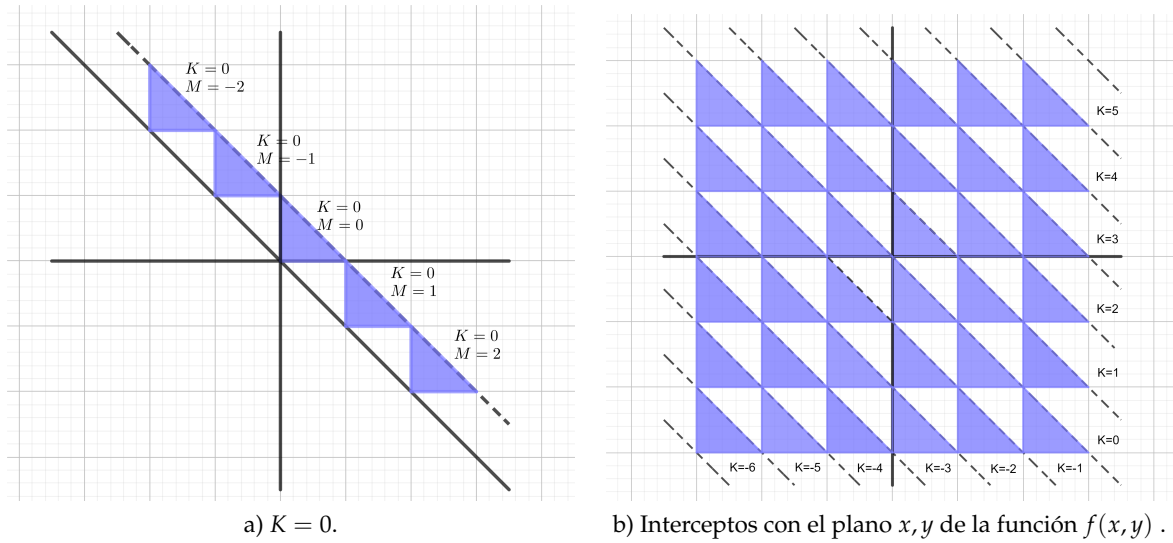 K = 0
M = −2
K = 0
M = −1
K = 0
M = 0
K = 0
M = 1
K = 0
M = 2
a) K = 0.
K=5
K=4
K=3
K=2
K=1
K=0
K=-6 K=-5 K=-4 K=-3 K=-2 K=-1
b) Interceptos con el plano x, y de la función f(x, y) .